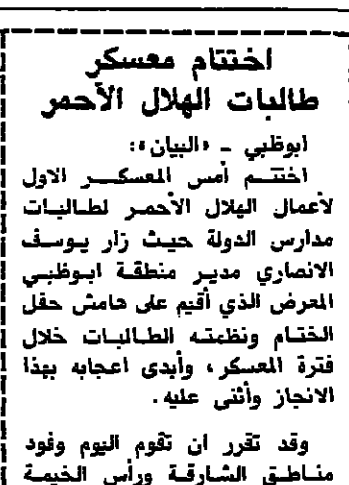 اختتام معسكر
طالبات الهلال الأحمر
ابوظبي ـ «البيان»:
اختتم أمس المعسكر الاول
لأعمال الهلال الأحمر لطالبات
مدارس الدولة حيث زار يوسف
الانصاري مدير منطقة ابوظبي
المعرض الذي أقيم على هامش حفل
الختام ونظمته الطالبات خلال
فترة المعسكر، وأبدى اعجابه بهذا
الانجاز وأثنى عليه.
وقد تقرر ان تقوم اليوم وفود
مناطق الشارقة ورأس الخيمة